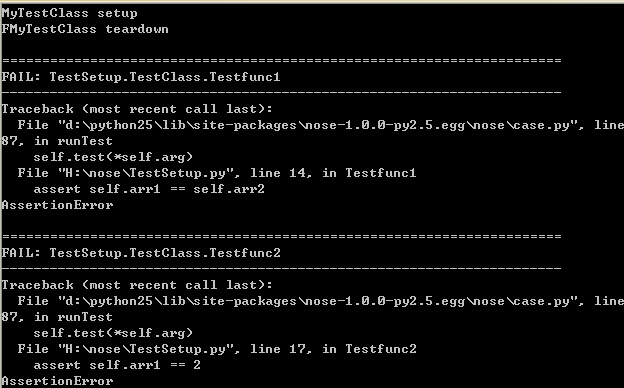 MyTestClass setup
FMyTestClass teardown
======================================================================
FAIL: TestSetup.TestClass.Testfunc1
----------------------------------------------------------------------
Traceback (most recent call last):
  File "d:\python25\lib\site-packages\nose-1.0.0-py2.5.egg\nose\case.py", line
87, in runTest
    self.test(*self.arg)
  File "H:\nose\TestSetup.py", line 14, in Testfunc1
    assert self.arr1 == self.arr2
AssertionError
======================================================================
FAIL: TestSetup.TestClass.Testfunc2
----------------------------------------------------------------------
Traceback (most recent call last):
  File "d:\python25\lib\site-packages\nose-1.0.0-py2.5.egg\nose\case.py", line
87, in runTest
    self.test(*self.arg)
  File "H:\nose\TestSetup.py", line 17, in Testfunc2
    assert self.arr1 == 2
AssertionError